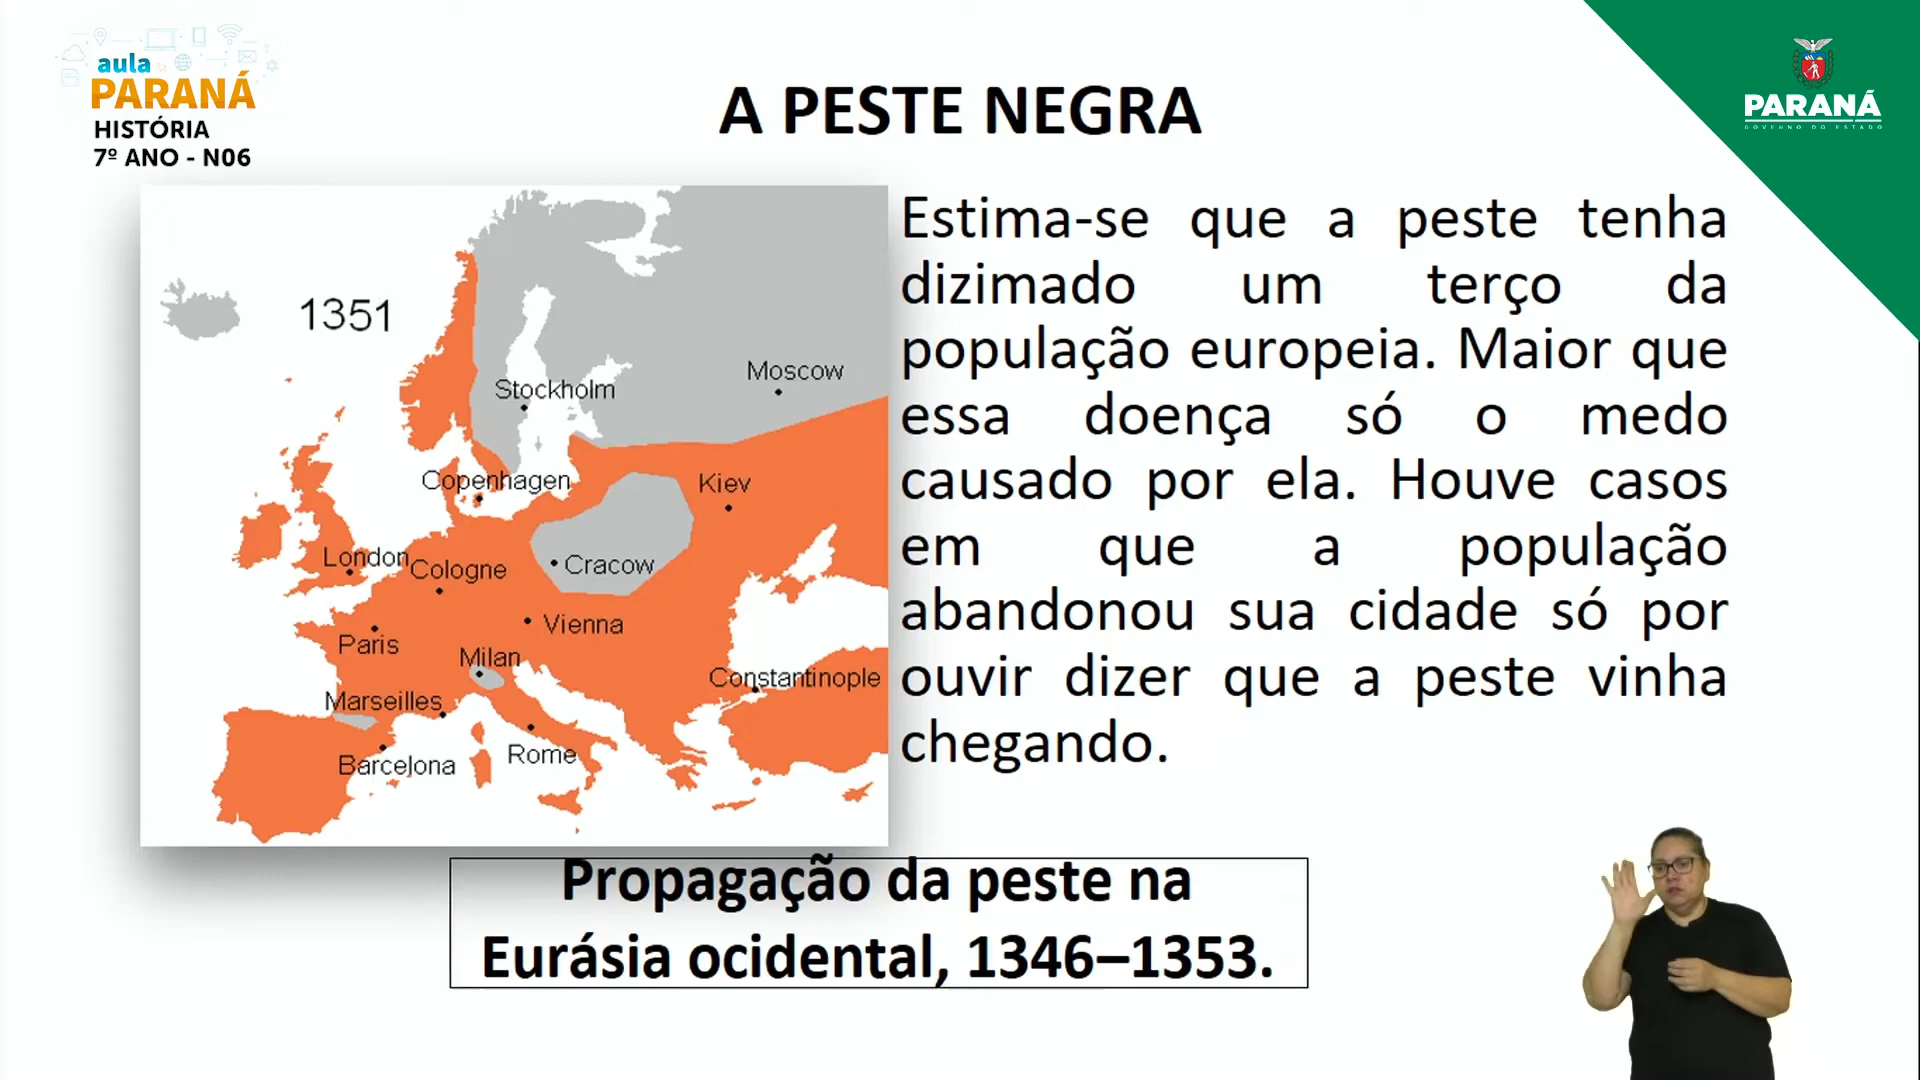 aula
PARANÁ
HISTÓRIA
7º ANO - N06
A PESTE NEGRA
PARANÁ
GOVERNO DO ESTADO
1351
Moscow
Stockholm
Copenhagen
Kiev
London
Cologne
Cracow
Vienna
Paris
Milan
Constantinople
Marseilles
Rome
Barcelona
Estima-se que a peste tenha
dizimado um terço da
população europeia. Maior que
essa doença só o medo
causado por ela. Houve casos
em que a população
abandonou sua cidade só por
ouvir dizer que a peste vinha
chegando.
Propagação da peste na
Eurásia ocidental, 1346–1353.